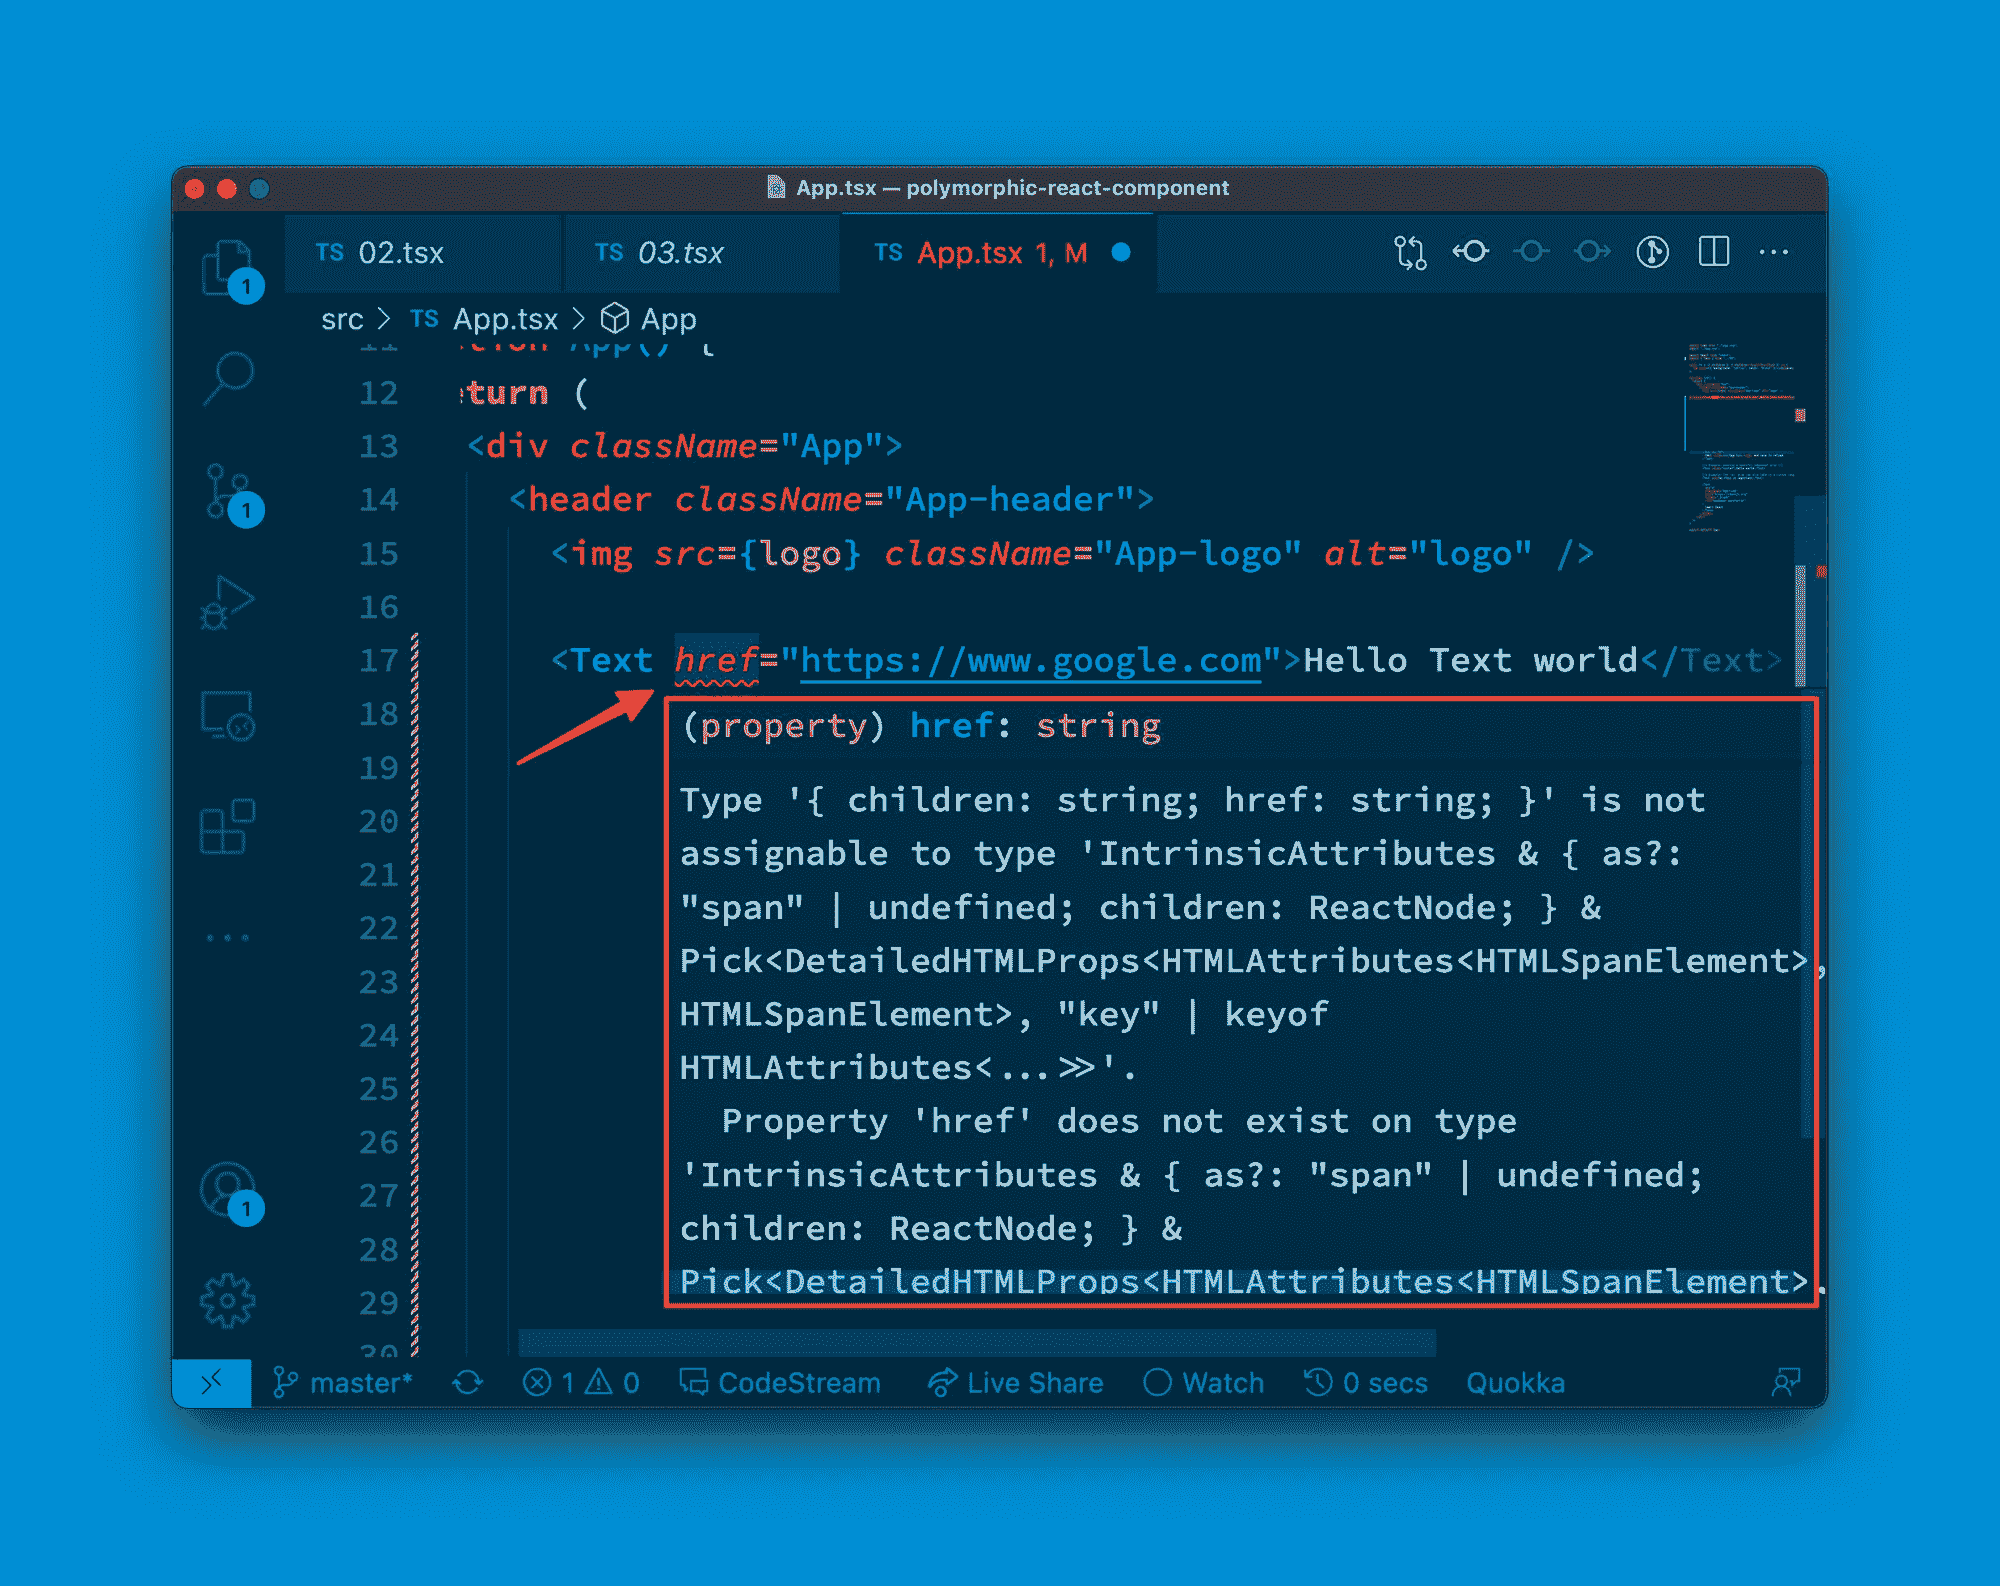 App.tsx — polymorphic-react-component
TS 02.tsx
TS 03.tsx
TS App.tsx 1, M
1
src > TS App.tsx > App
11 App() {
12 turn (
13 <div className="App">
14 <header className="App-header">
1
15 <img src={logo} className="App-logo" alt="logo" />
16
17 <Text href="https://www.google.com">Hello Text world</Text>
18 (property) href: string
19
Type '{ children: string; href: string; }' is not
20
assignable to type 'IntrinsicAttributes & { as?:
21
"span" | undefined; children: ReactNode; } &
22
Pick<DetailedHTMLProps<HTMLAttributes<HTMLSpanElement>,
23
HTMLSpanElement>, "key" | keyof
24
HTMLAttributes<...>>'.
25
Property 'href' does not exist on type
26
'IntrinsicAttributes & { as?: "span" | undefined;
27
1
children: ReactNode; } &
28
Pick<DetailedHTMLProps<HTMLAttributes<HTMLSpanElement>,
29
30
master* 1 0 CodeStream Live Share Watch 0 secs Quokka